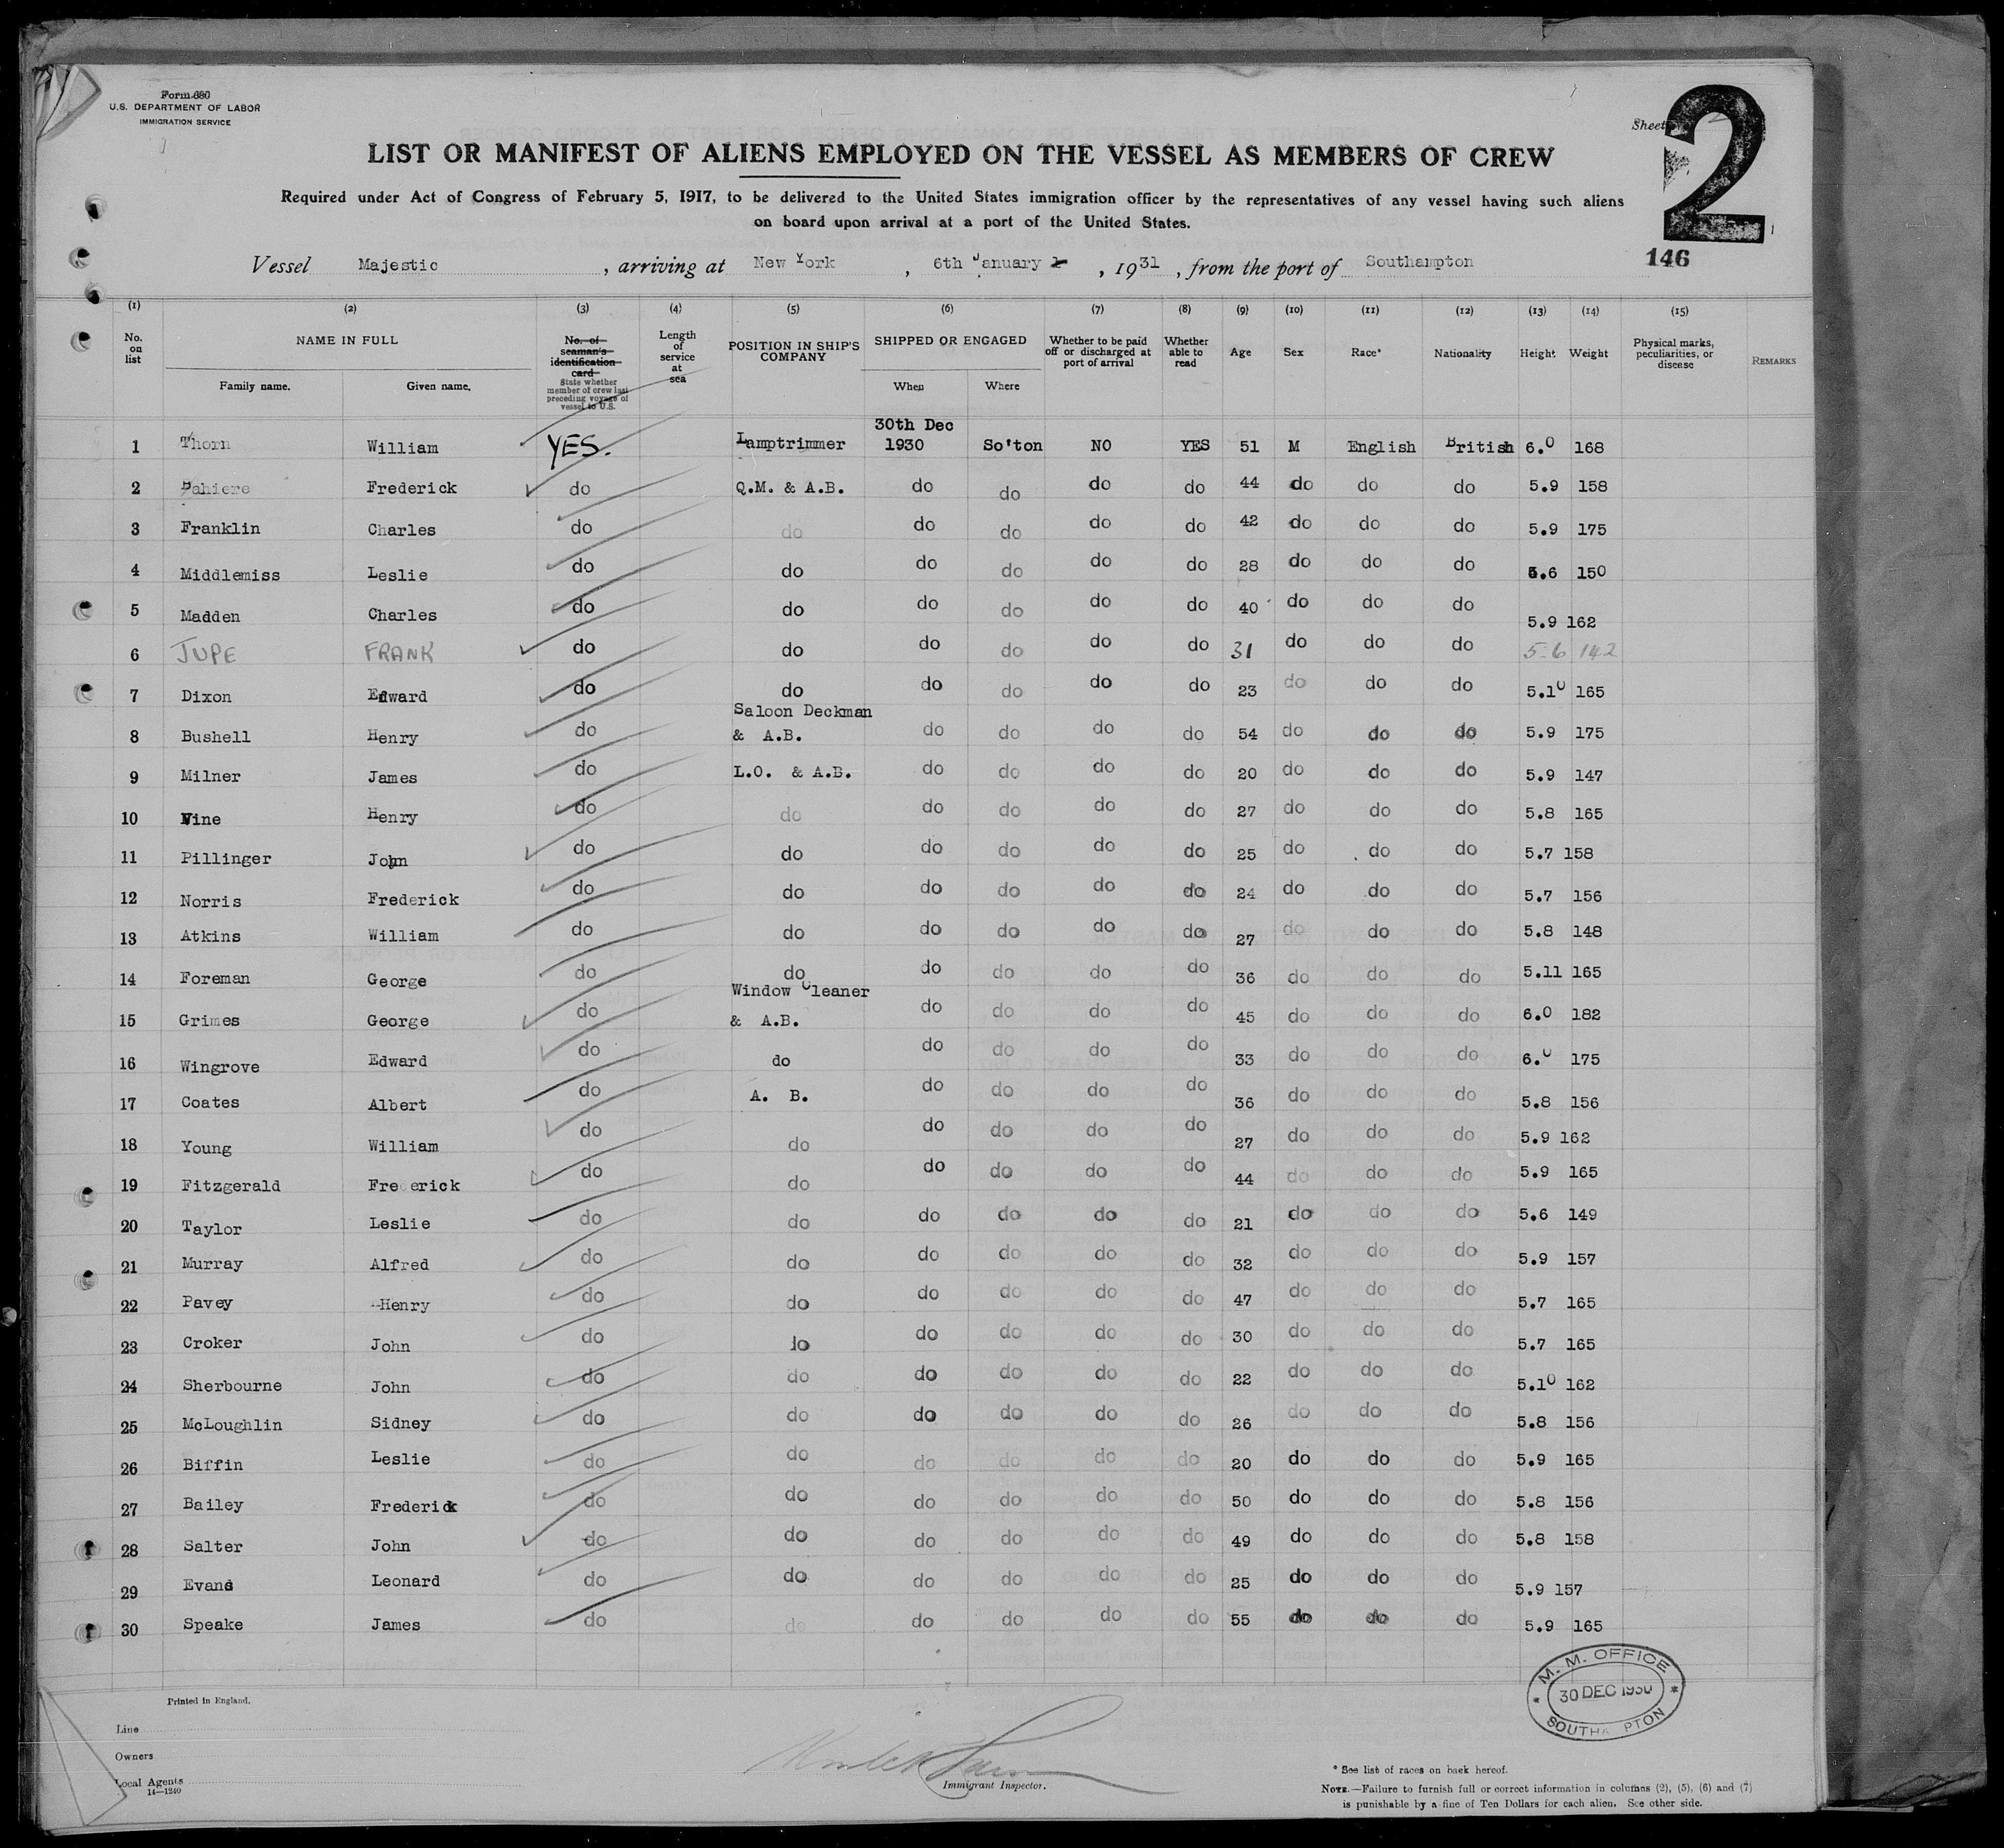 Form 680
U.S. DEPARTMENT OF LABOR
IMMIGRATION SERVICE
Sheet 2
LIST OR MANIFEST OF ALIENS EMPLOYED ON THE VESSEL AS MEMBERS OF CREW
Required under Act of Congress of February 5, 1917, to be delivered to the United States immigration officer by the representatives of any vessel having such aliens
on board upon arrival at a port of the United States.
146
Vessel Majestic, arriving at New York, 6th January, 1931, from the port of Southampton
(1) (2) (3) (4) (5) (6) (7) (8) (9) (10) (11) (12) (13) (14) (15)
No. on list NAME IN FULL Family name. Given name. No. of seaman's identification card State whether member of crew last preceding voyage of vessel to U.S. Length of service at sea POSITION IN SHIP'S COMPANY SHIPPED OR ENGAGED When Where Whether to be paid off or discharged at port of arrival Whether able to read Age Sex Race* Nationality Height Weight Physical marks, peculiarities, or disease REMARKS
1 Thorn William YES. Lamptrimmer 30th Dec 1930 So'ton NO YES 51 M English British 6.0 168
2 Frederick do Q.M. & A.B. do do do do 44 do do do 5.9 158
3 Franklin Charles do do do do do do 42 do do do 5.9 175
4 Middlemiss Leslie do do do do do do 28 do do do 5.6 150
5 Madden Charles do do do do do do 40 do do do 5.9 162
6 JUPE FRANK do do do do do do 31 do do do 5-6 142
7 Dixon Edward do do do do do do 23 do do do 5.10 165
8 Bushell Henry do Saloon Deckman & A.B. do do do do 54 do do do 5.9 175
9 Milner James do L.O. & A.B. do do do do 20 do do do 5.9 147
10 Vine Henry do do do do do do 27 do do do 5.8 165
11 Pillinger John do do do do do do 25 do do do 5.7 158
12 Norris Frederick do do do do do do 24 do do do 5.7 156
13 Atkins William do do do do do do 27 do do do 5.8 148
14 Foreman George do do do do do do 36 do do do 5.11 165
15 Grimes George do Window Cleaner & A.B. do do do do 45 do do do 6.0 182
16 Wingrove Edward do do do do do do 33 do do do 6.0 175
17 Coates Albert do A. B. do do do do 36 do do do 5.8 156
18 Young William do do do do do do 27 do do do 5.9 162
19 Fitzgerald Fre erick do do do do do do 44 do do do 5.9 165
20 Taylor Leslie do do do do do do 21 do do do 5.6 149
21 Murray Alfred do do do do do do 32 do do do 5.9 157
22 Pavey Henry do do do do do do 47 do do do 5.7 165
23 Croker John do do do do do do 30 do do do 5.7 165
24 Sherbourne John do do do do do do 22 do do do 5.10 162
25 McLoughlin Sidney do do do do do do 26 do do do 5.8 156
26 Biffin Leslie do do do do do do 20 do do do 5.9 165
27 Bailey Frederick do do do do do do 50 do do do 5.8 156
28 Salter John do do do do do do 49 do do do 5.8 158
29 Evans Leonard do do do do do do 25 do do do 5.9 157
30 Speake James do do do do do do 55 do do do 5.9 165
M. M. OFFICE
30 DEC 1930
SOUTHA PTON
Printed in England.
Line
Owners
Local Agents
14—1240
Immigrant Inspector.
* See list of races on back hereof.
NOTE.—Failure to furnish full or correct information in columns (2), (5), (6) and (7)
is punishable by a fine of Ten Dollars for each alien. See other side.